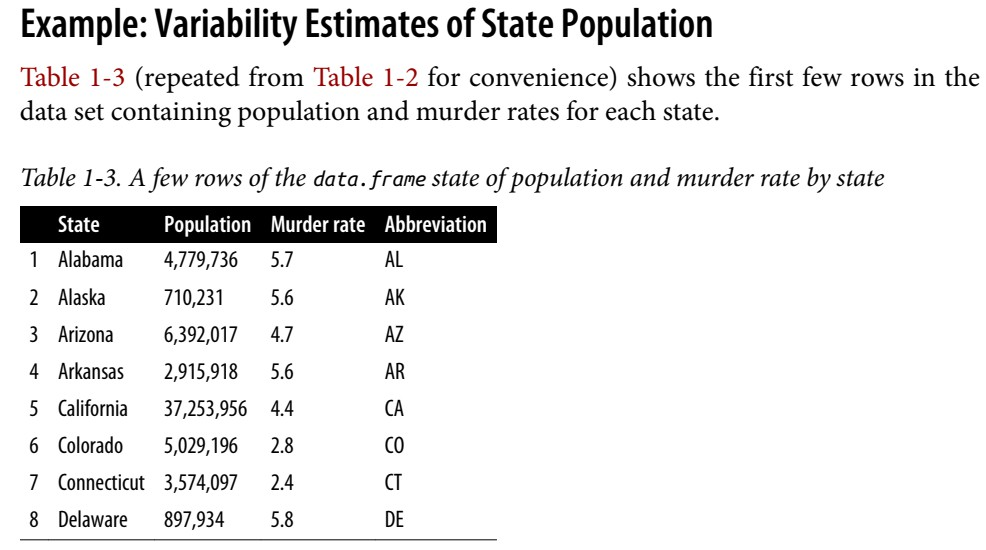 Example: Variability Estimates of State Population
Table 1-3 (repeated from Table 1-2 for convenience) shows the first few rows in the
data set containing population and murder rates for each state.
Table 1-3. A few rows of the data.frame state of population and murder rate by state
State Population Murder rate Abbreviation
1 Alabama 4,779,736 5.7 AL
2 Alaska 710,231 5.6 AK
3 Arizona 6,392,017 4.7 AZ
4 Arkansas 2,915,918 5.6 AR
5 California 37,253,956 4.4 CA
6 Colorado 5,029,196 2.8 CO
7 Connecticut 3,574,097 2.4 CT
8 Delaware 897,934 5.8 DE